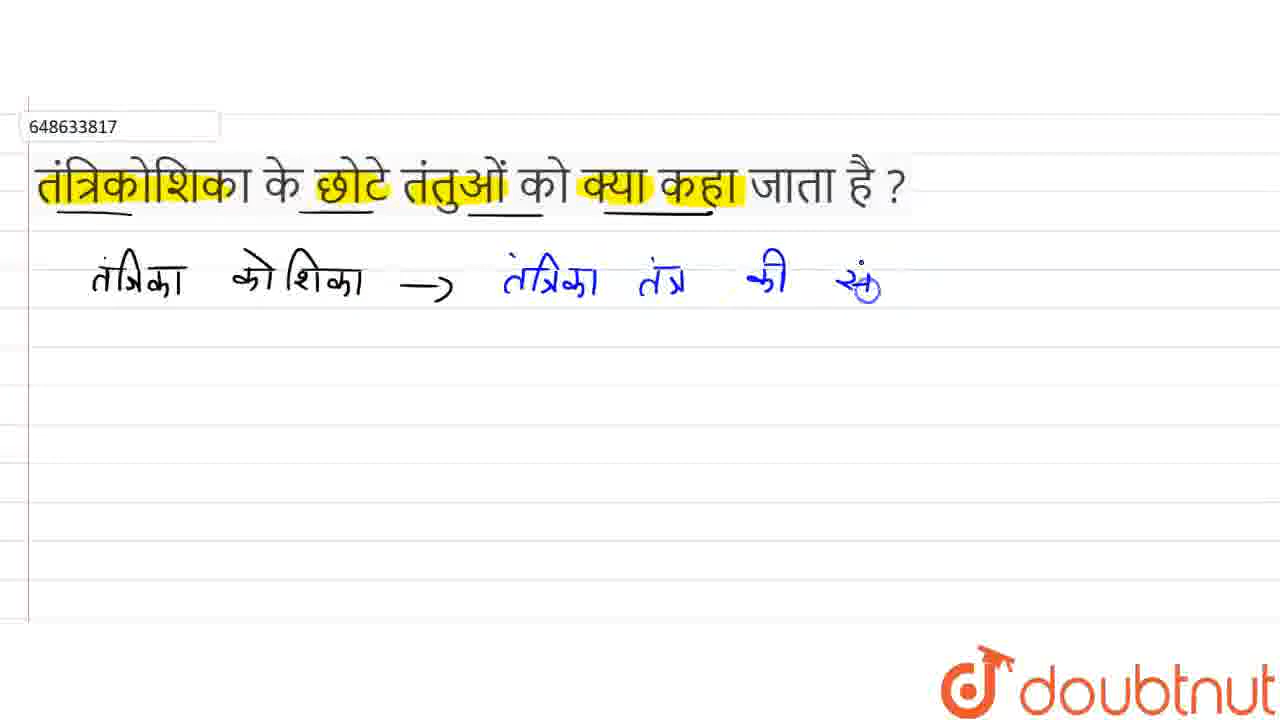 648633817
तंत्रिकोशिका के छोटे तंतुओं को क्या कहा जाता है ?
तंत्रिका कोशिका → तंत्रिका तंत्र की सं
doubtnut